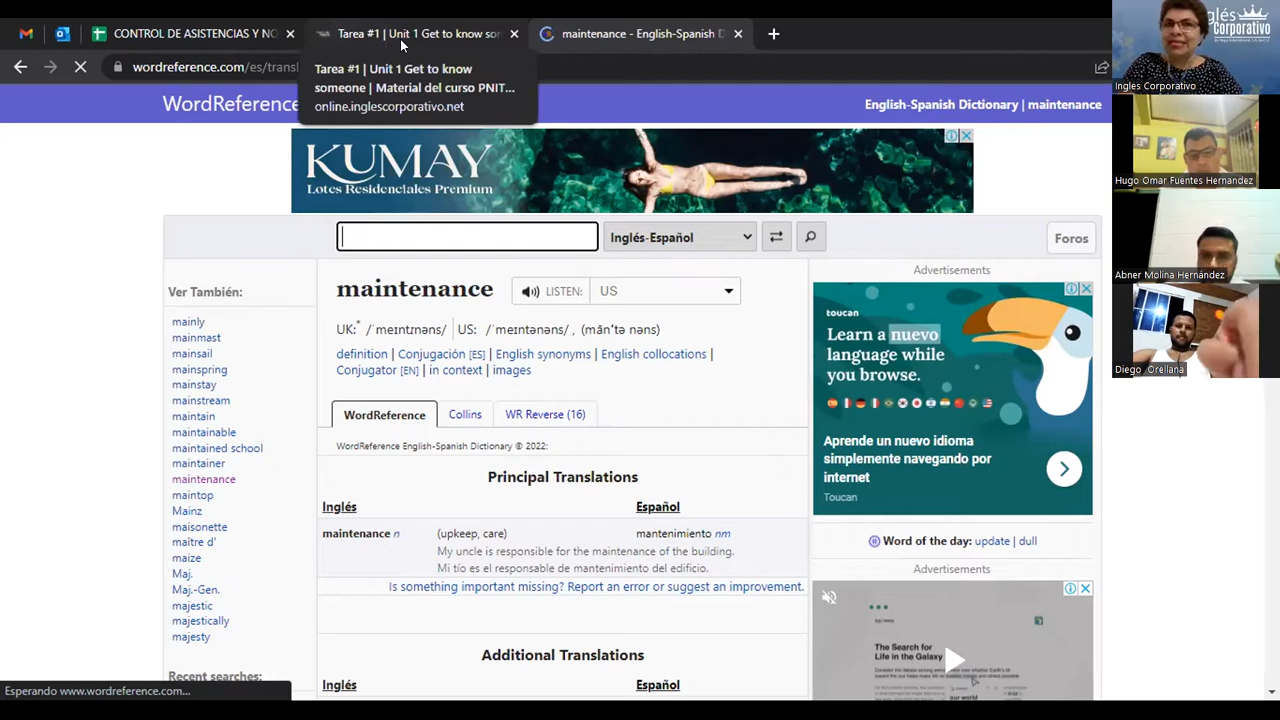 CONTROL DE ASISTENCIAS Y NO
Tarea #1 | Unit 1 Get to know son
maintenance - English-Spanish D
wordreference.com/es/transl
Tarea #1 | Unit 1 Get to know
someone | Material del curso PNIT...
online.inglescorporativo.net
WordReference
English-Spanish Dictionary | maintenance
KUMAY
Lotes Residenciales Premium
Inglés-Español
Foros
Ver También:
mainly
mainmast
mainsail
mainspring
mainstay
mainstream
maintain
maintainable
maintained school
maintainer
maintenance
maintop
Mainz
maisonette
maître d'
maize
Maj.
Maj.-Gen.
majestic
majestically
majesty
Recent searches:
maintenance
LISTEN:
US
UK:* /ˈmeɪntɪnəns/ US: /ˈmeɪntənəns/ , (mān′tə nəns)
definition | Conjugación [ES] | English synonyms | English collocations |
Conjugator [EN] | in context | images
WordReference
Collins
WR Reverse (16)
WordReference English-Spanish Dictionary © 2022:
Principal Translations
Inglés
Español
maintenance n
(upkeep, care)
mantenimiento nm
My uncle is responsible for the maintenance of the building.
Mi tío es el responsable de mantenimiento del edificio.
Is something important missing? Report an error or suggest an improvement.
Additional Translations
Inglés
Español
Advertisements
toucan
Learn a nuevo
language while
you browse.
Aprende un nuevo idioma
simplemente navegando por
internet
Toucan
Word of the day: update | dull
Advertisements
The Search for
Life in the Galaxy
Esperando www.wordreference.com...
Inglés
Corporativo
Ingles Corporativo
Hugo Omar Fuentes Hernandez
Abner Molina Hernández
Diego Orellana